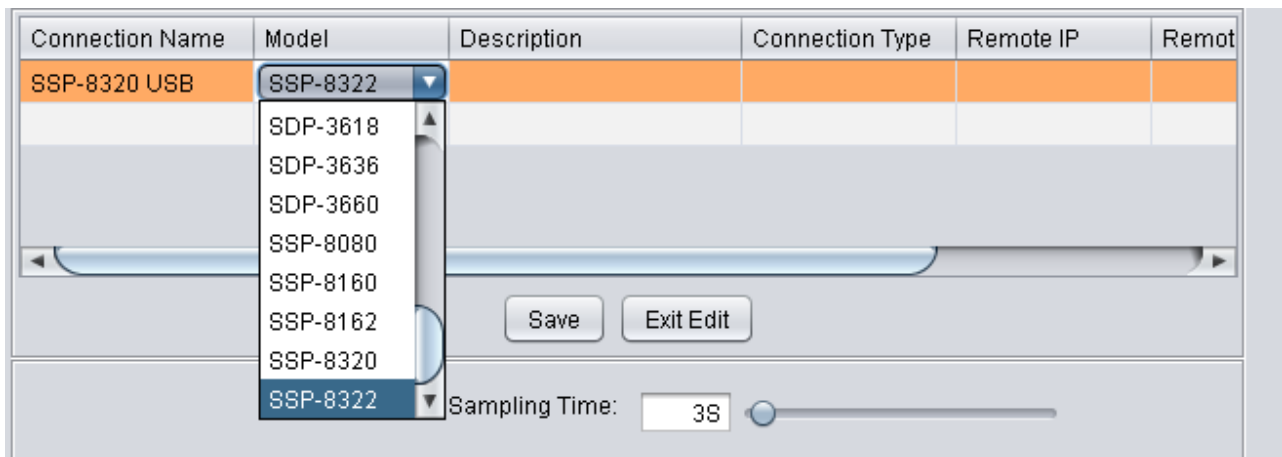 Connection Name Model Description Connection Type Remote IP Remot
SSP-8320 USB SSP-8322
SDP-3618
SDP-3636
SDP-3660
SSP-8080
SSP-8160
SSP-8162
SSP-8320
SSP-8322
Save Exit Edit
Sampling Time: 3S